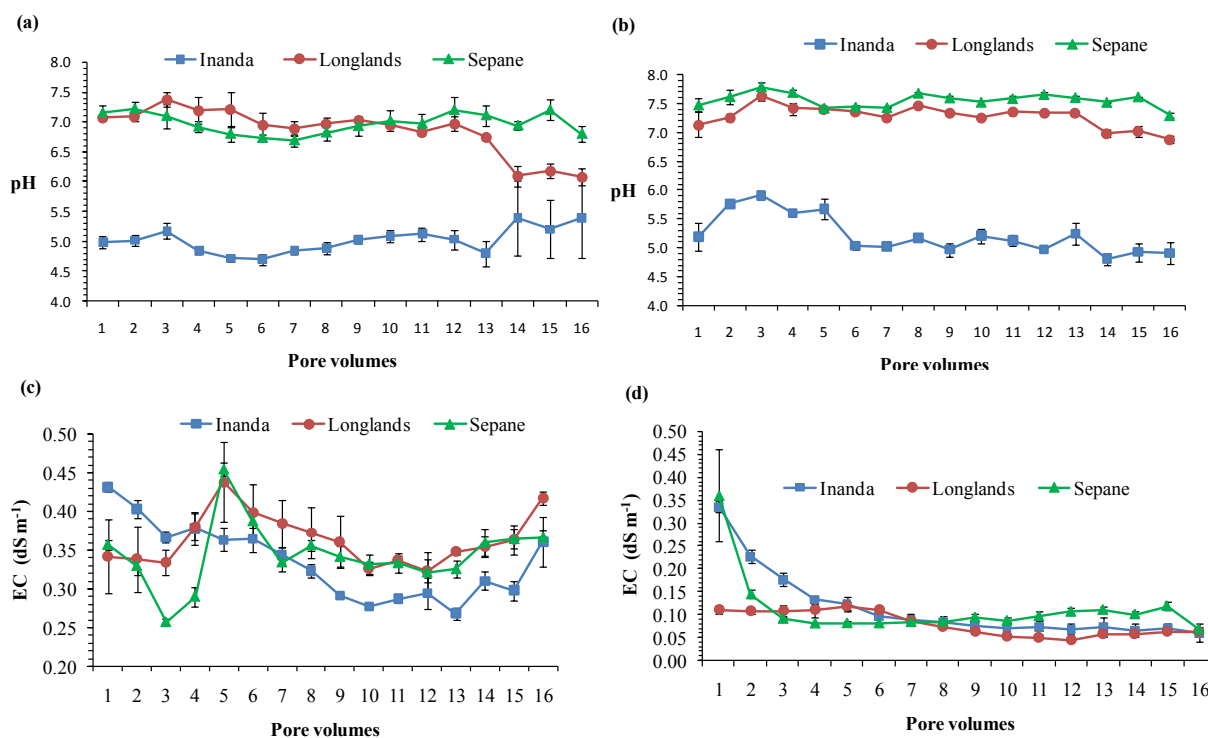 (a)
Inanda Longlands Sepane
8.0
7.5
7.0
6.5
6.0
5.5
5.0
4.5
4.0
pH
1 2 3 4 5 6 7 8 9 10 11 12 13 14 15 16
Pore volumes
(b)
Inanda Longlands Sepane
8.0
7.5
7.0
6.5
6.0
5.5
5.0
4.5
4.0
pH
1 2 3 4 5 6 7 8 9 10 11 12 13 14 15 16
Pore volumes
(c)
Inanda Longlands Sepane
0.50
0.45
0.40
0.35
0.30
0.25
0.20
EC (dS m⁻¹)
1 2 3 4 5 6 7 8 9 10 11 12 13 14 15 16
Pore volumes
(d)
Inanda Longlands Sepane
0.50
0.45
0.40
0.35
0.30
0.25
0.20
0.15
0.10
0.05
0.00
EC (dS m⁻¹)
1 2 3 4 5 6 7 8 9 10 11 12 13 14 15 16
Pore volumes